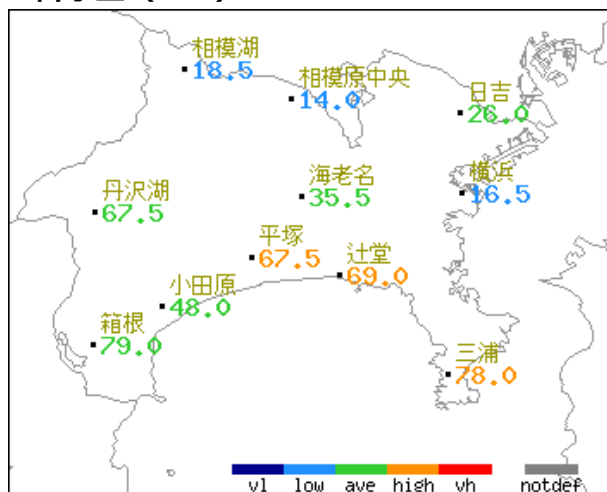 相模湖
18.5
相模原中央
14.0
日吉
26.0
丹沢湖
67.5
海老名
35.5
横浜
16.5
平塚
67.5
辻堂
69.0
小田原
48.0
箱根
79.0
三浦
78.0
vl low ave high vh notdef